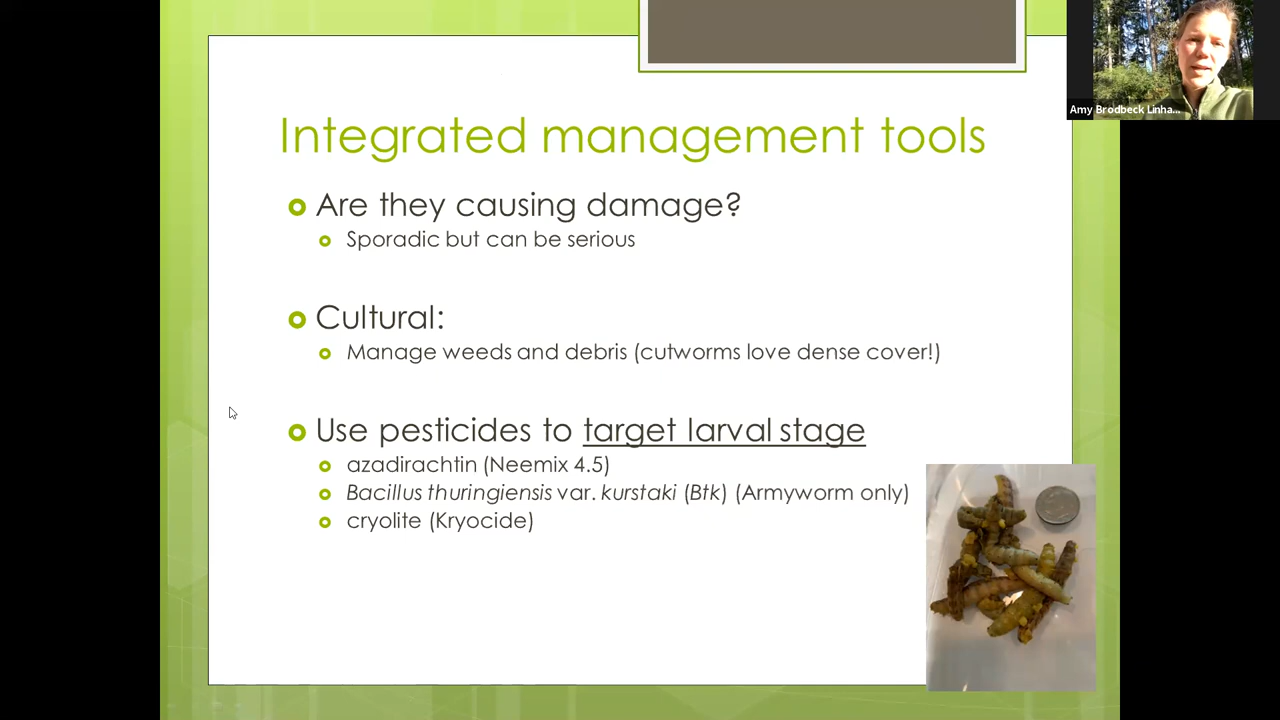 Amy Brodbeck Linha...
Integrated management tools
Are they causing damage?
Sporadic but can be serious
Cultural:
Manage weeds and debris (cutworms love dense cover!)
Use pesticides to target larval stage
azadirachtin (Neemix 4.5)
Bacillus thuringiensis var. kurstaki (Btk) (Armyworm only)
cryolite (Kryocide)